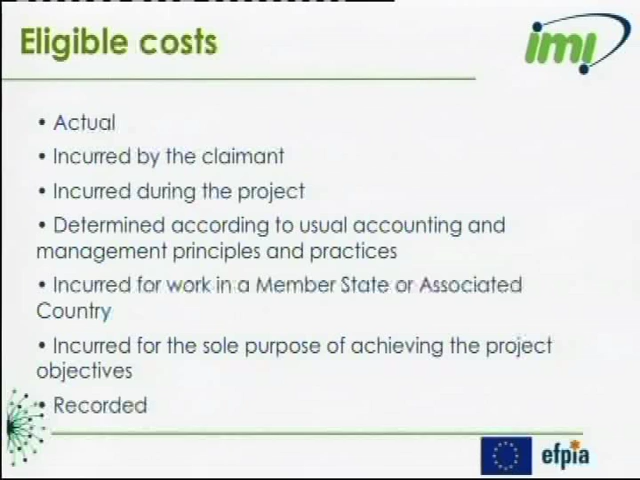 Eligible costs
imi
• Actual
• Incurred by the claimant
• Incurred during the project
• Determined according to usual accounting and
management principles and practices
• Incurred for work in a Member State or Associated
Country
• Incurred for the sole purpose of achieving the project
objectives
• Recorded
efpia